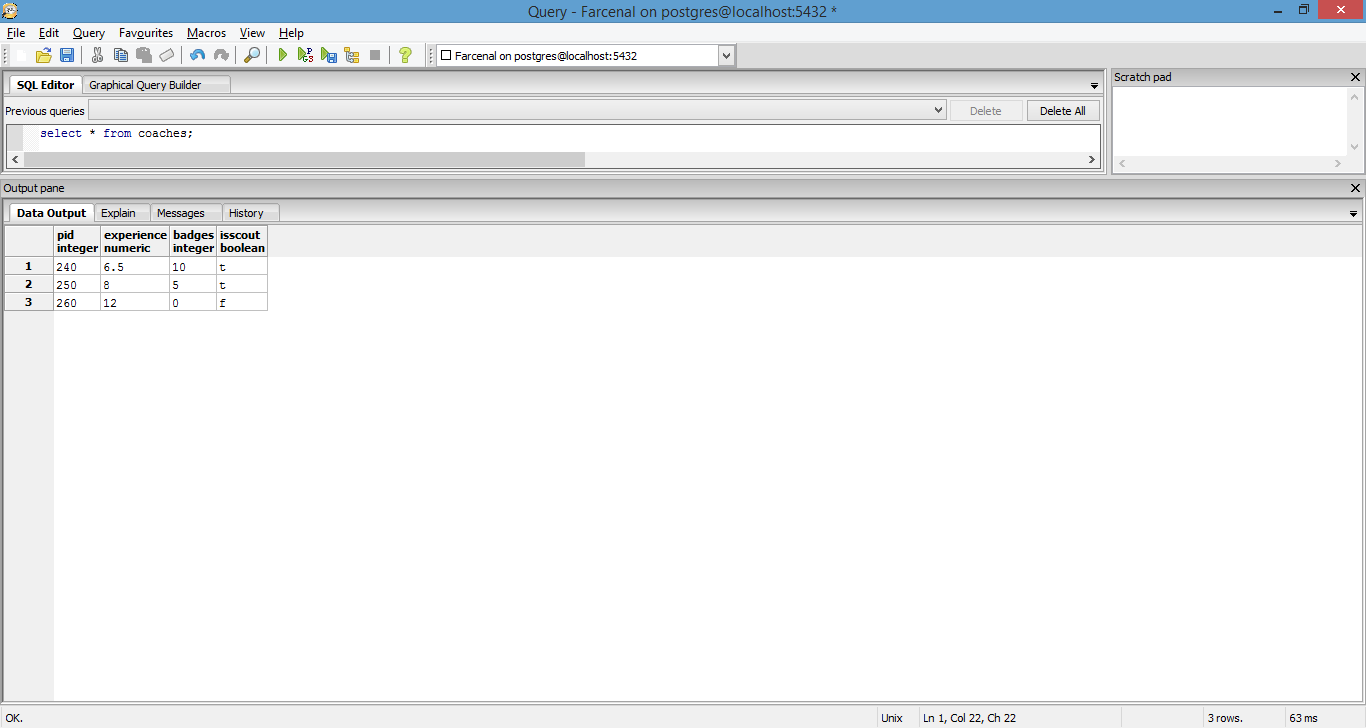 Query - Farcenal on postgres@localhost:5432 *
File Edit Query Favourites Macros View Help
Farcenal on postgres@localhost:5432
SQL Editor Graphical Query Builder
Scratch pad
Previous queries Delete Delete All
select * from coaches;
Output pane
Data Output Explain Messages History
pid experience badges isscout
integer numeric integer boolean
1 240 6.5 10 t
2 250 8 5 t
3 260 12 0 f
OK. Unix Ln 1, Col 22, Ch 22 3 rows. 63 ms